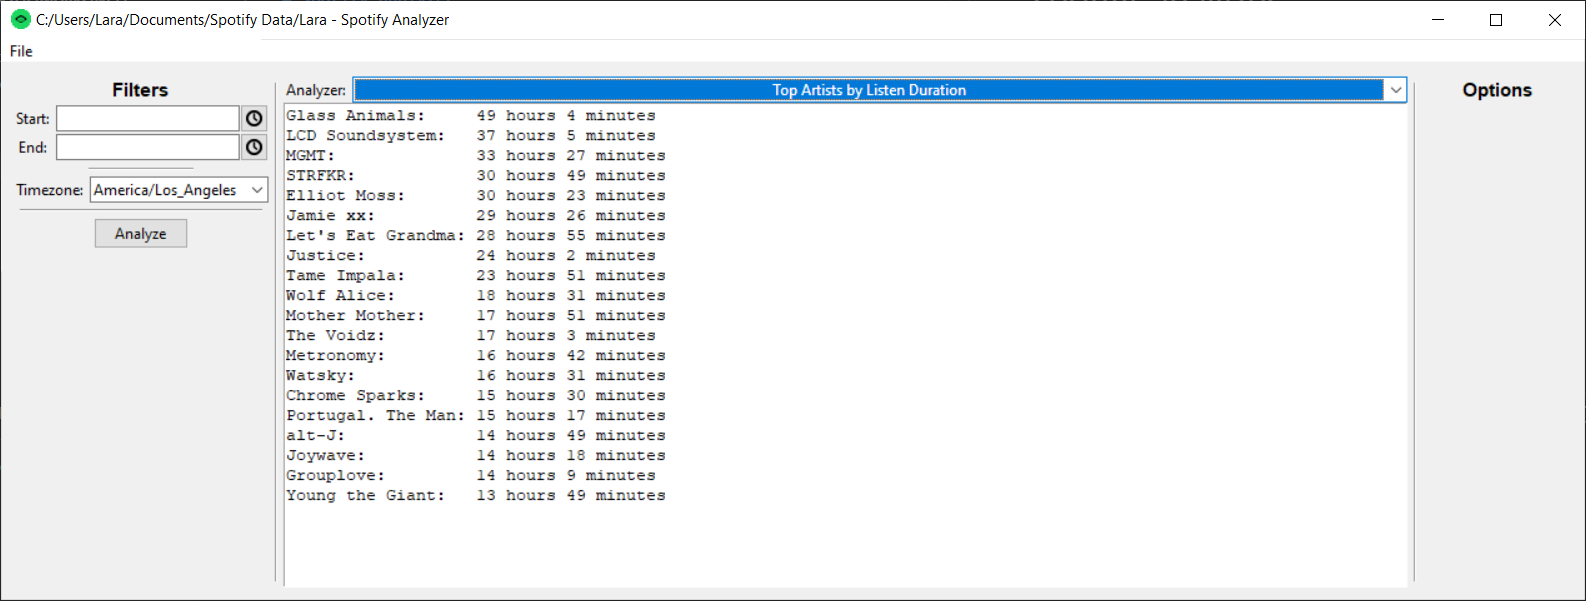 C:/Users/Lara/Documents/Spotify Data/Lara - Spotify Analyzer
File
Filters
Start:
End:
Timezone: America/Los_Angeles
Analyze
Analyzer: Top Artists by Listen Duration
Glass Animals: 49 hours 4 minutes
LCD Soundsystem: 37 hours 5 minutes
MGMT: 33 hours 27 minutes
STRFKR: 30 hours 49 minutes
Elliot Moss: 30 hours 23 minutes
Jamie xx: 29 hours 26 minutes
Let's Eat Grandma: 28 hours 55 minutes
Justice: 24 hours 2 minutes
Tame Impala: 23 hours 51 minutes
Wolf Alice: 18 hours 31 minutes
Mother Mother: 17 hours 51 minutes
The Voidz: 17 hours 3 minutes
Metronomy: 16 hours 42 minutes
Watsky: 16 hours 31 minutes
Chrome Sparks: 15 hours 30 minutes
Portugal. The Man: 15 hours 17 minutes
alt-J: 14 hours 49 minutes
Joywave: 14 hours 18 minutes
Grouplove: 14 hours 9 minutes
Young the Giant: 13 hours 49 minutes
Options